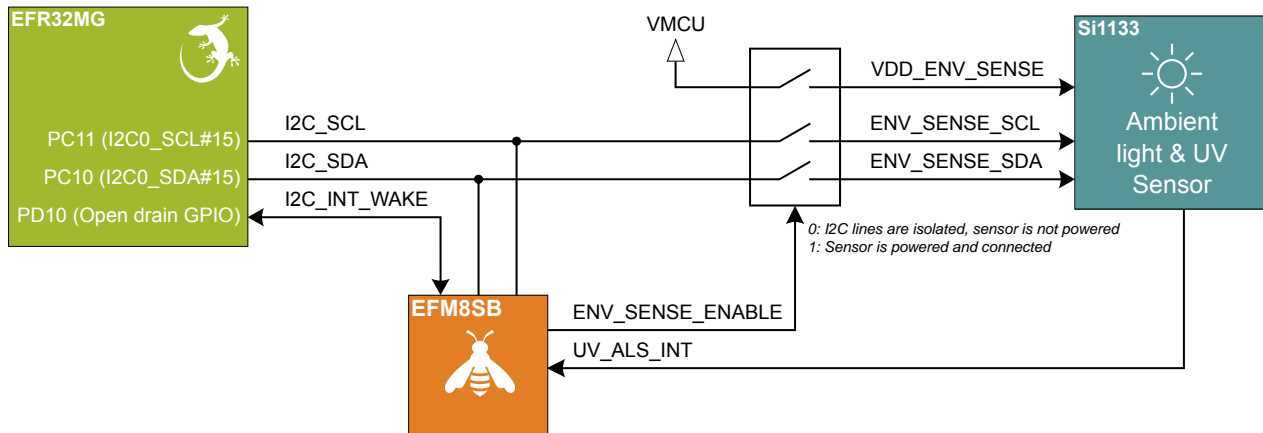 EFR32MG
PC11 (I2C0_SCL#15)
PC10 (I2C0_SDA#15)
PD10 (Open drain GPIO)
I2C_SCL
I2C_SDA
I2C_INT_WAKE
VMCU
VDD_ENV_SENSE
ENV_SENSE_SCL
ENV_SENSE_SDA
0: I2C lines are isolated, sensor is not powered
1: Sensor is powered and connected
Si1133
Ambient
light & UV
Sensor
EFM8SB
ENV_SENSE_ENABLE
UV_ALS_INT